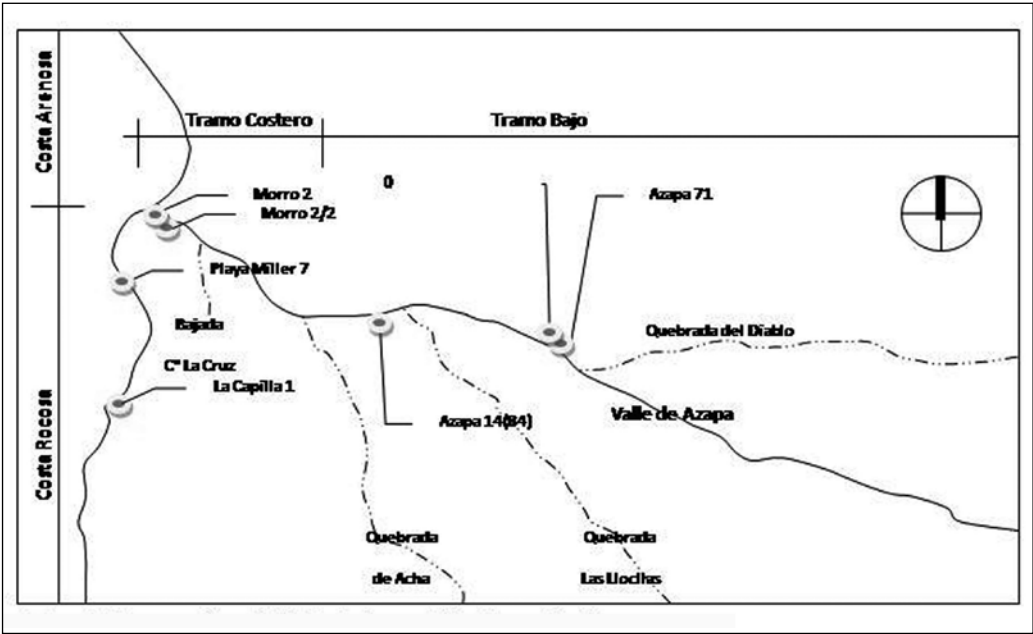 Costa Arenosa
Tramo Costero
Tramo Bajo
0
Morro 2
Azapa 71
Morro 2/2
Playa Miller 7
Bajada
Quebrada del Diablo
Cº La Cruz
La Capilla 1
Valle de Azapa
Azapa 14(84)
Costa Rocosa
Quebrada
de Acha
Quebrada
Las Llocllas